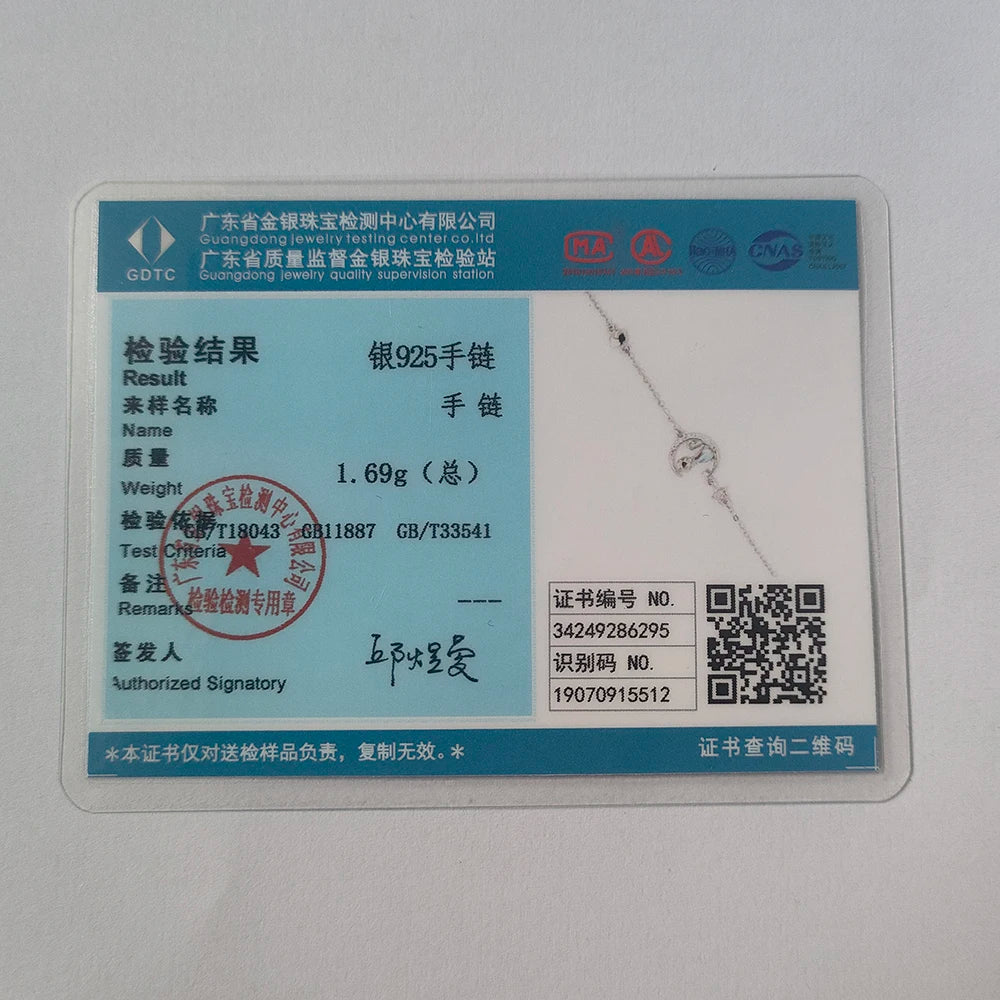 广东省金银珠宝检测中心有限公司
Guangdong jewelry testing center co.ltd
广东省质量监督金银珠宝检验站
Guangdong jewelry quality supervision station
GDTC
MA
ilac-MRA
CNAS
检验结果
银925手链
Result
来样名称
手 链
Name
质量
1.69g（总）
Weight
检验依据
GB/T18043 GB11887 GB/T33541
Test Criteria
备注
Remarks
---
检验检测专用章
签发人
邱煜曼
Authorized Signatory
证书编号 NO.
34249286295
识别码 NO.
19070915512
*本证书仅对送检样品负责，复制无效。*
证书查询二维码